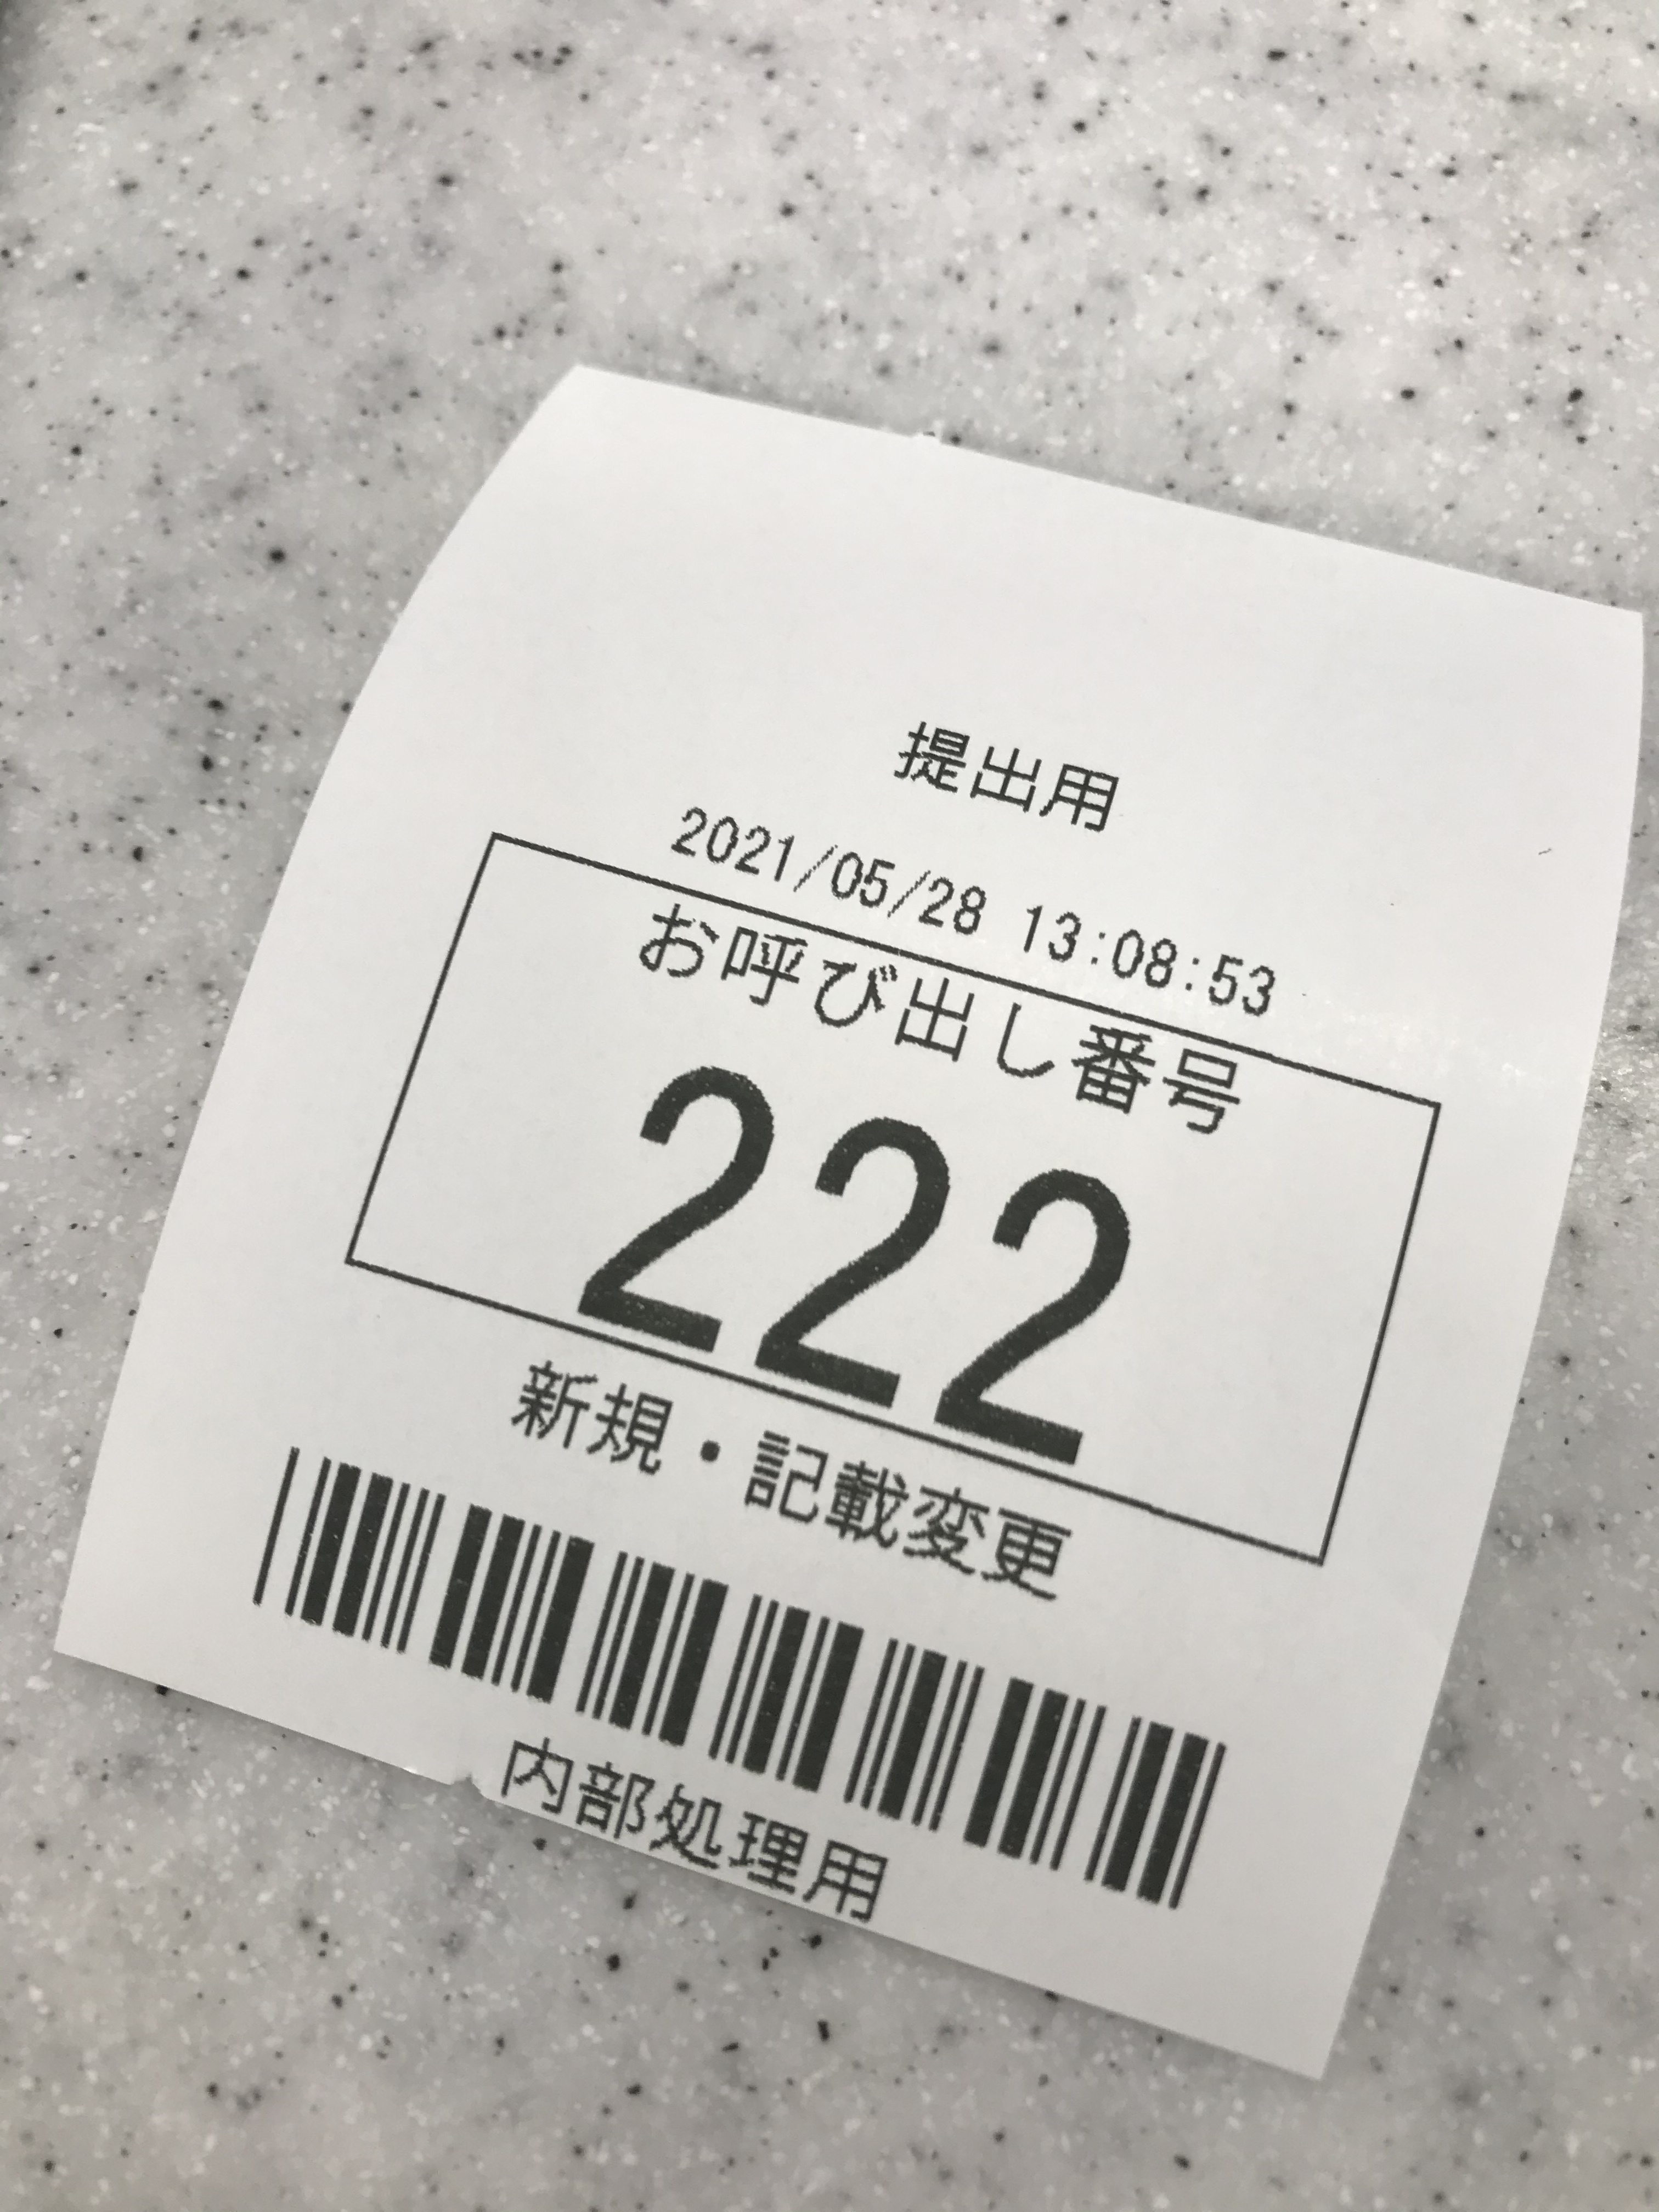 提出用
2021/05/28 13:08:53
お呼び出し番号
222
新規・記載変更
内部処理用